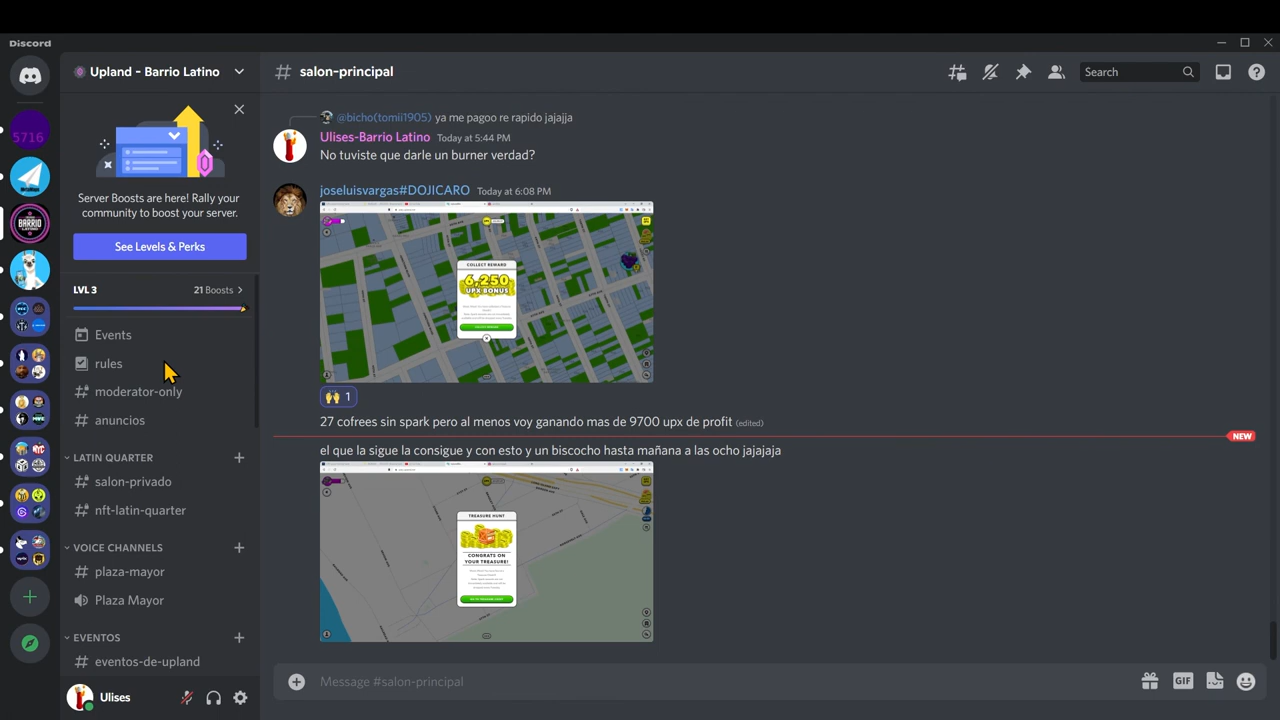 Discord
Upland - Barrio Latino
Server Boosts are here! Rally your
community to boost your server.
See Levels & Perks
LVL 3
21 Boosts
Events
rules
moderator-only
anuncios
LATIN QUARTER
salon-privado
nft-latin-quarter
VOICE CHANNELS
plaza-mayor
Plaza Mayor
EVENTOS
eventos-de-upland
Ulises
5716
BARRIO
LATINO
# salon-principal
Search
@bicho(tomii1905) ya me pagoo re rapido jajajja
Ulises-Barrio Latino Today at 5:44 PM
No tuviste que darle un burner verdad?
joseluisvargas#DOJICARO Today at 6:08 PM
COLLECT REWARD
6,250
UPX BONUS
1
27 cofrees sin spark pero al menos voy ganando mas de 9700 upx de profit (edited)
NEW
el que la sigue la consigue y con esto y un biscocho hasta mañana a las ocho jajajaja
TREASURE HUNT
CONGRATS ON
YOUR TREASURE!
Message #salon-principal
GIF